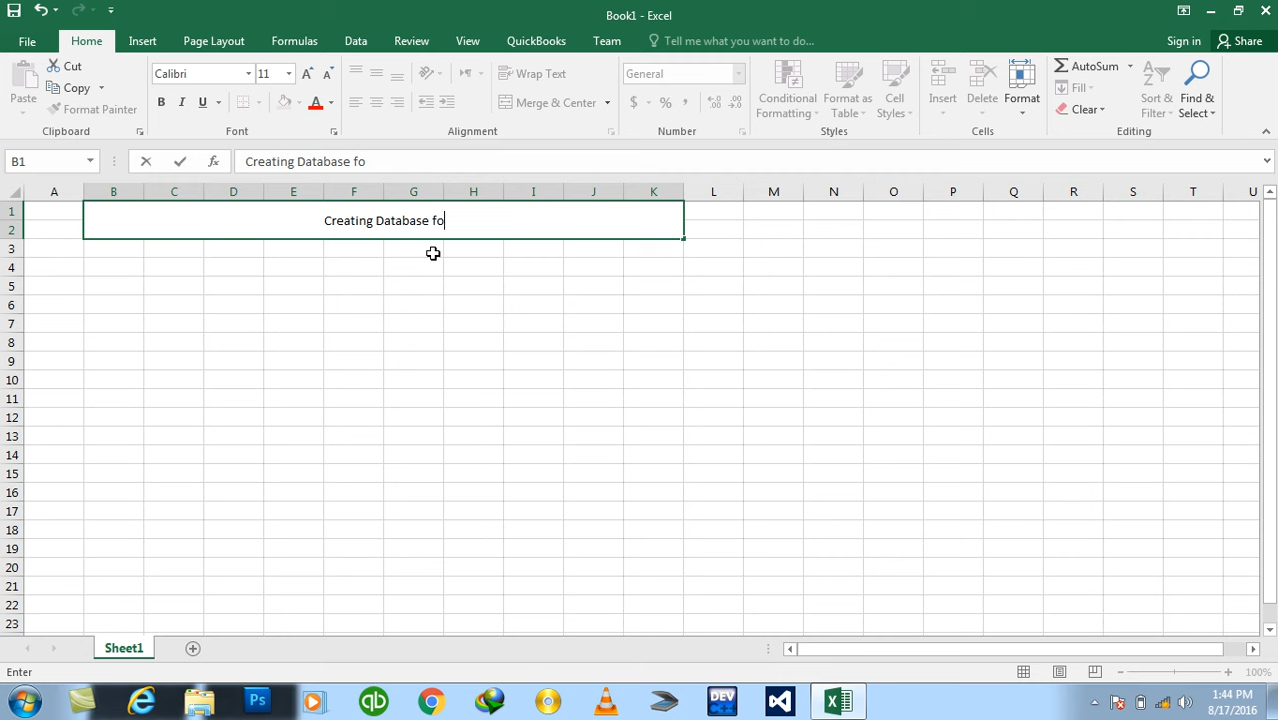 Book1 - Excel
File Home Insert Page Layout Formulas Data Review View QuickBooks Team Tell me what you want to do... Sign in Share
Paste Cut Copy Format Painter Clipboard
Calibri 11 A A B I U A Font
Wrap Text Merge & Center Alignment
General $ % , Number
Conditional Formatting Format as Table Cell Styles Styles
Insert Delete Format Cells
AutoSum Fill Clear Sort & Filter Find & Select Editing
B1 fx Creating Database fo
A B C D E F G H I J K L M N O P Q R S T U
1
Creating Database fo
2
3
4
5
6
7
8
9
10
11
12
13
14
15
16
17
18
19
20
21
22
23
Sheet1
Enter 100%
Ps qb DEV 1:44 PM
8/17/2016